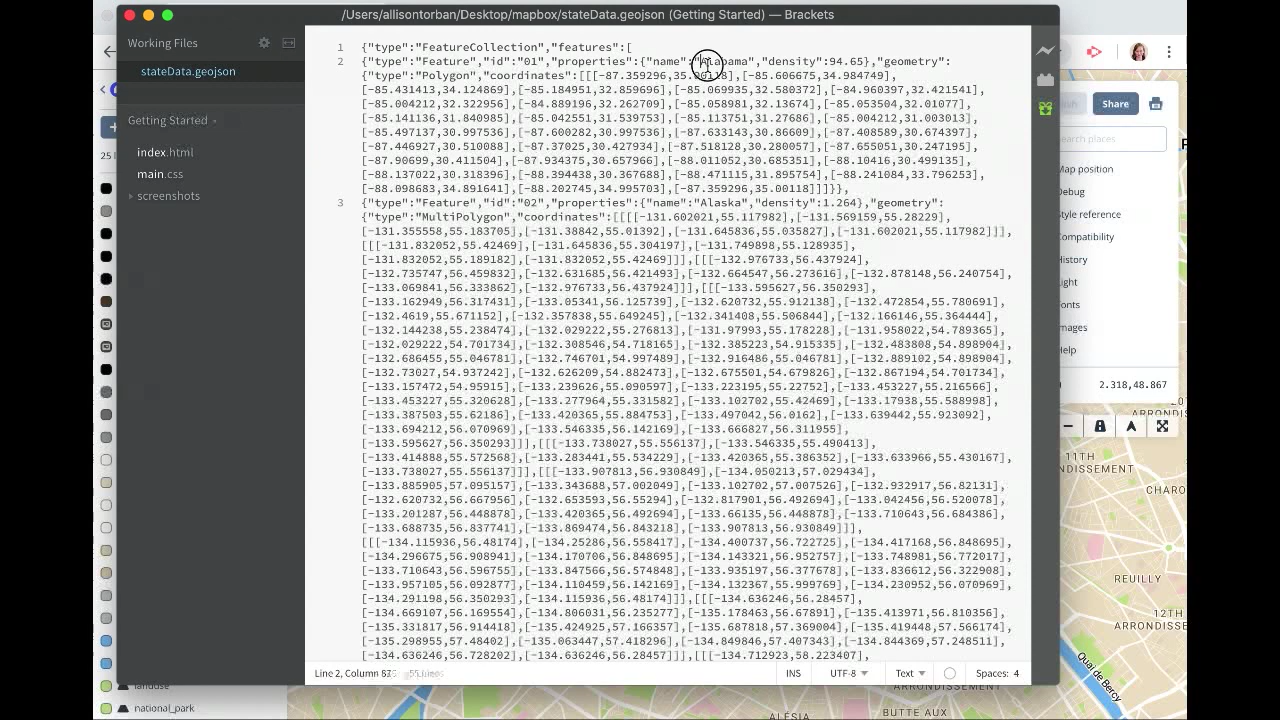 /Users/allisontorban/Desktop/mapbox/stateData.geojson (Getting Started) — Brackets
Working Files
stateData.geojson
Getting Started
index.html
main.css
screenshots
1 {"type":"FeatureCollection","features":[
2 {"type":"Feature","id":"01","properties":{"name":"Alabama","density":94.65},"geometry":
{"type":"Polygon","coordinates":[[[-87.359296,35.00118],[-85.606675,34.984749],
[-85.431413,34.124869],[-85.184951,32.859696],[-85.069935,32.580372],[-84.960397,32.421541],
[-85.004212,32.322956],[-84.889196,32.262709],[-85.058981,32.13674],[-85.053504,32.01077],
[-85.141136,31.840985],[-85.042551,31.539753],[-85.113751,31.27686],[-85.004212,31.003013],
[-85.497137,30.997536],[-87.600282,30.997536],[-87.633143,30.86609],[-87.408589,30.674397],
[-87.446927,30.510088],[-87.37025,30.427934],[-87.518128,30.280057],[-87.655051,30.247195],
[-87.90699,30.411504],[-87.934375,30.657966],[-88.011052,30.685351],[-88.10416,30.499135],
[-88.137022,30.318396],[-88.394438,30.367688],[-88.471115,31.895754],[-88.241084,33.796253],
[-88.098683,34.891641],[-88.202745,34.995703],[-87.359296,35.00118]]]}},
3 {"type":"Feature","id":"02","properties":{"name":"Alaska","density":1.264},"geometry":
{"type":"MultiPolygon","coordinates":[[[[-131.602021,55.117982],[-131.569159,55.28229],
[-131.355558,55.183705],[-131.38842,55.01392],[-131.645836,55.035827],[-131.602021,55.117982]]],
[[[-131.832052,55.42469],[-131.645836,55.304197],[-131.749898,55.128935],
[-131.832052,55.189182],[-131.832052,55.42469]]],[[[-132.976733,56.437924],
[-132.735747,56.459832],[-132.631685,56.421493],[-132.664547,56.273616],[-132.878148,56.240754],
[-133.069841,56.333862],[-132.976733,56.437924]]],[[[-133.595627,56.350293],
[-133.162949,56.317431],[-133.05341,56.125739],[-132.620732,55.912138],[-132.472854,55.780691],
[-132.4619,55.671152],[-132.357838,55.649245],[-132.341408,55.506844],[-132.166146,55.364444],
[-132.144238,55.238474],[-132.029222,55.276813],[-131.97993,55.178228],[-131.958022,54.789365],
[-132.029222,54.701734],[-132.308546,54.718165],[-132.385223,54.915335],[-132.483808,54.898904],
[-132.686455,55.046781],[-132.746701,54.997489],[-132.916486,55.046781],[-132.889102,54.898904],
[-132.73027,54.937242],[-132.626209,54.882473],[-132.675501,54.679826],[-132.867194,54.701734],
[-133.157472,54.95915],[-133.239626,55.090597],[-133.223195,55.22752],[-133.453227,55.216566],
[-133.453227,55.320628],[-133.277964,55.331582],[-133.102702,55.42469],[-133.17938,55.588998],
[-133.387503,55.62186],[-133.420365,55.884753],[-133.497042,56.0162],[-133.639442,55.923092],
[-133.694212,56.070969],[-133.546335,56.142169],[-133.666827,56.311955],
[-133.595627,56.350293]]],[[[-133.738027,55.556137],[-133.546335,55.490413],
[-133.414888,55.572568],[-133.283441,55.534229],[-133.420365,55.386352],[-133.633966,55.430167],
[-133.738027,55.556137]]],[[[-133.907813,56.930849],[-134.050213,57.029434],
[-133.885905,57.095157],[-133.343688,57.002049],[-133.102702,57.007526],[-132.932917,56.82131],
[-132.620732,56.667956],[-132.653593,56.55294],[-132.817901,56.492694],[-133.042456,56.520078],
[-133.201287,56.448878],[-133.420365,56.492694],[-133.66135,56.448878],[-133.710643,56.684386],
[-133.688735,56.837741],[-133.869474,56.843218],[-133.907813,56.930849]]],
[[[-134.115936,56.48174],[-134.25286,56.558417],[-134.400737,56.722725],[-134.417168,56.848695],
[-134.296675,56.908941],[-134.170706,56.848695],[-134.143321,56.952757],[-133.748981,56.772017],
[-133.710643,56.596755],[-133.847566,56.574848],[-133.935197,56.377678],[-133.836612,56.322908],
[-133.957105,56.092877],[-134.110459,56.142169],[-134.132367,55.999769],[-134.230952,56.070969],
[-134.291198,56.350293],[-134.115936,56.48174]]],[[[-134.636246,56.28457],
[-134.669107,56.169554],[-134.806031,56.235277],[-135.178463,56.67891],[-135.413971,56.810356],
[-135.331817,56.914418],[-135.424925,57.166357],[-135.687818,57.369004],[-135.419448,57.566174],
[-135.298955,57.48402],[-135.063447,57.418296],[-134.849846,57.407343],[-134.844369,57.248511],
[-134.636246,56.728202],[-134.636246,56.28457]]],[[[-134.712923,58.223407],
Line 2, Column 87
INS
UTF-8
Text
Spaces: 4
Share
search places
Map position
Debug
Style reference
Compatibility
History
Light
Fonts
Images
Help
2.318,48.867
ARRONDISSEM
11TH
NDISSEMENT
CHARO
REUILLY
12TH
ARRONDISSEME
Quai de Bercy
ARRONDISSEMENT
BUTTE AUX
ALÉSIA
landuse
national_park